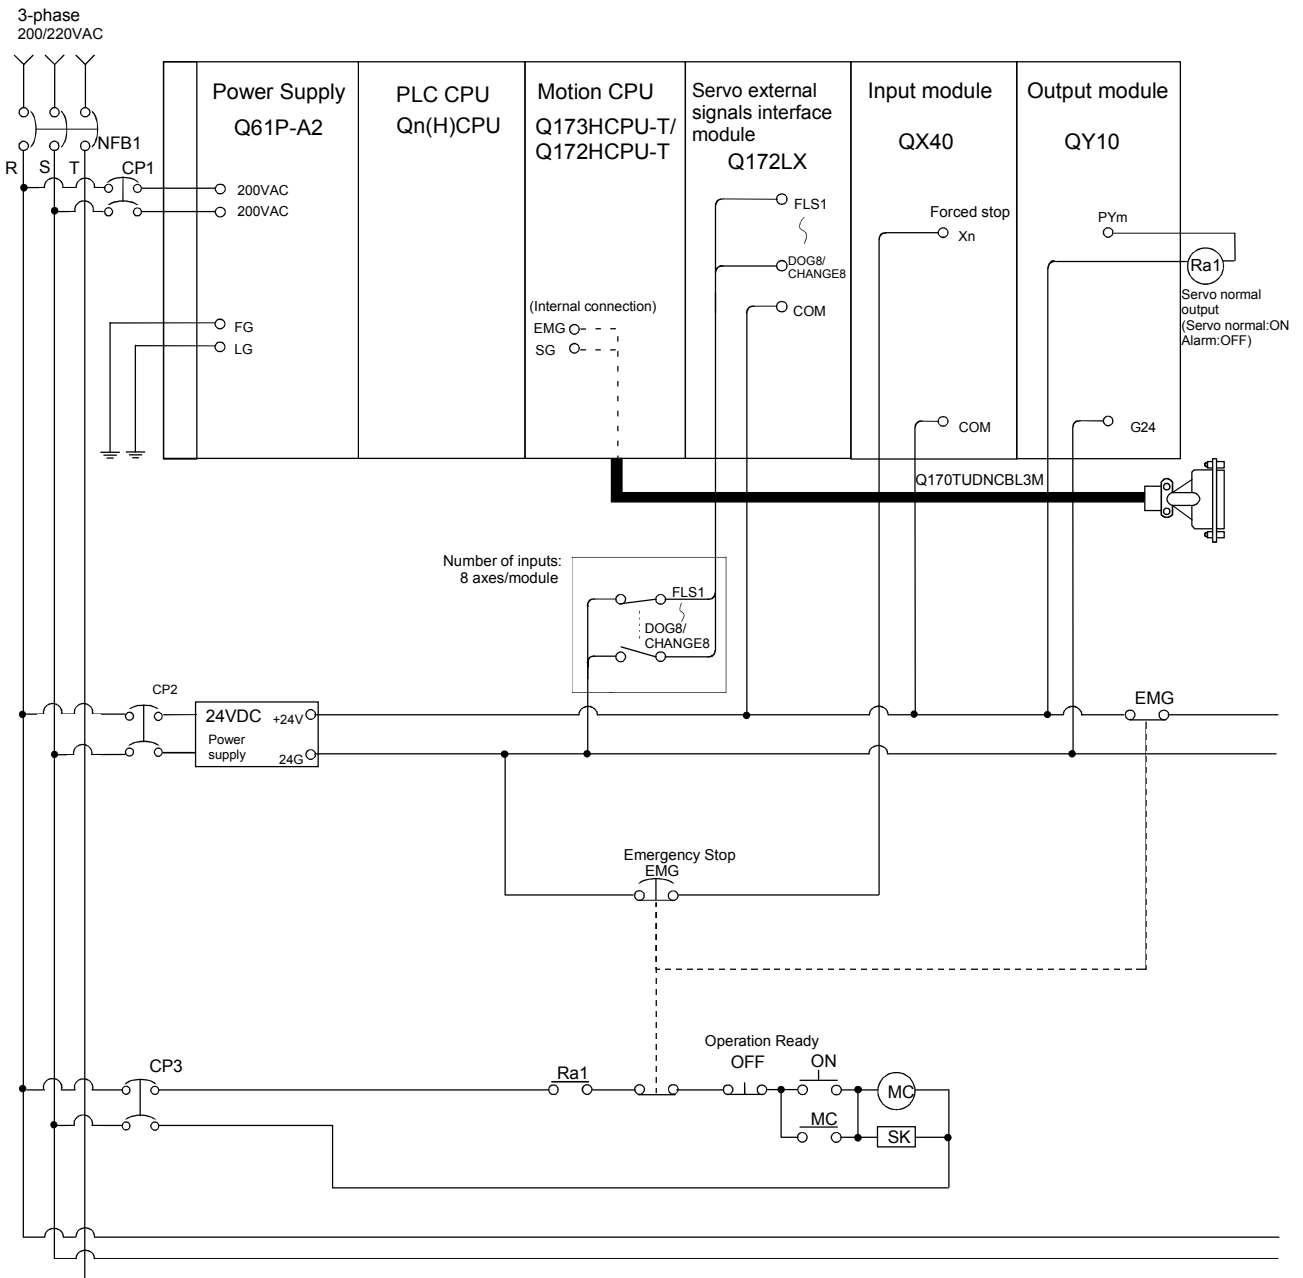 3-phase
200/220VAC
NFB1
R S T
CP1
Power Supply
Q61P-A2
200VAC
200VAC
FG
LG
PLC CPU
Qn(H)CPU
Motion CPU
Q173HCPU-T/
Q172HCPU-T
(Internal connection)
EMG
SG
Servo external
signals interface
module
Q172LX
FLS1
DOG8/
CHANGE8
COM
Input module
QX40
Forced stop
Xn
COM
Output module
QY10
PYm
Ra1
Servo normal
output
(Servo normal:ON
Alarm:OFF)
G24
Q170TUDNCBL3M
Number of inputs:
8 axes/module
FLS1
DOG8/
CHANGE8
CP2
24VDC
Power
supply
+24V
24G
EMG
Emergency Stop
EMG
CP3
Ra1
Operation Ready
OFF
ON
MC
MC
SK